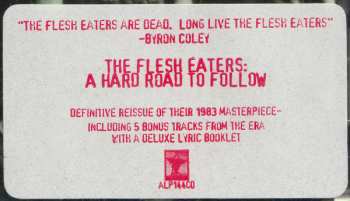 "THE FLESH EATERS ARE DEAD. LONG LIVE THE FLESH EATERS"
-BYRON COLEY
THE FLESH EATERS:
A HARD ROAD TO FOLLOW
DEFINITIVE REISSUE OF THEIR 1983 MASTERPIECE-
INCLUDING 5 BONUS TRACKS FROM THE ERA
WITH A DELUXE LYRIC BOOKLET
ALP144CD